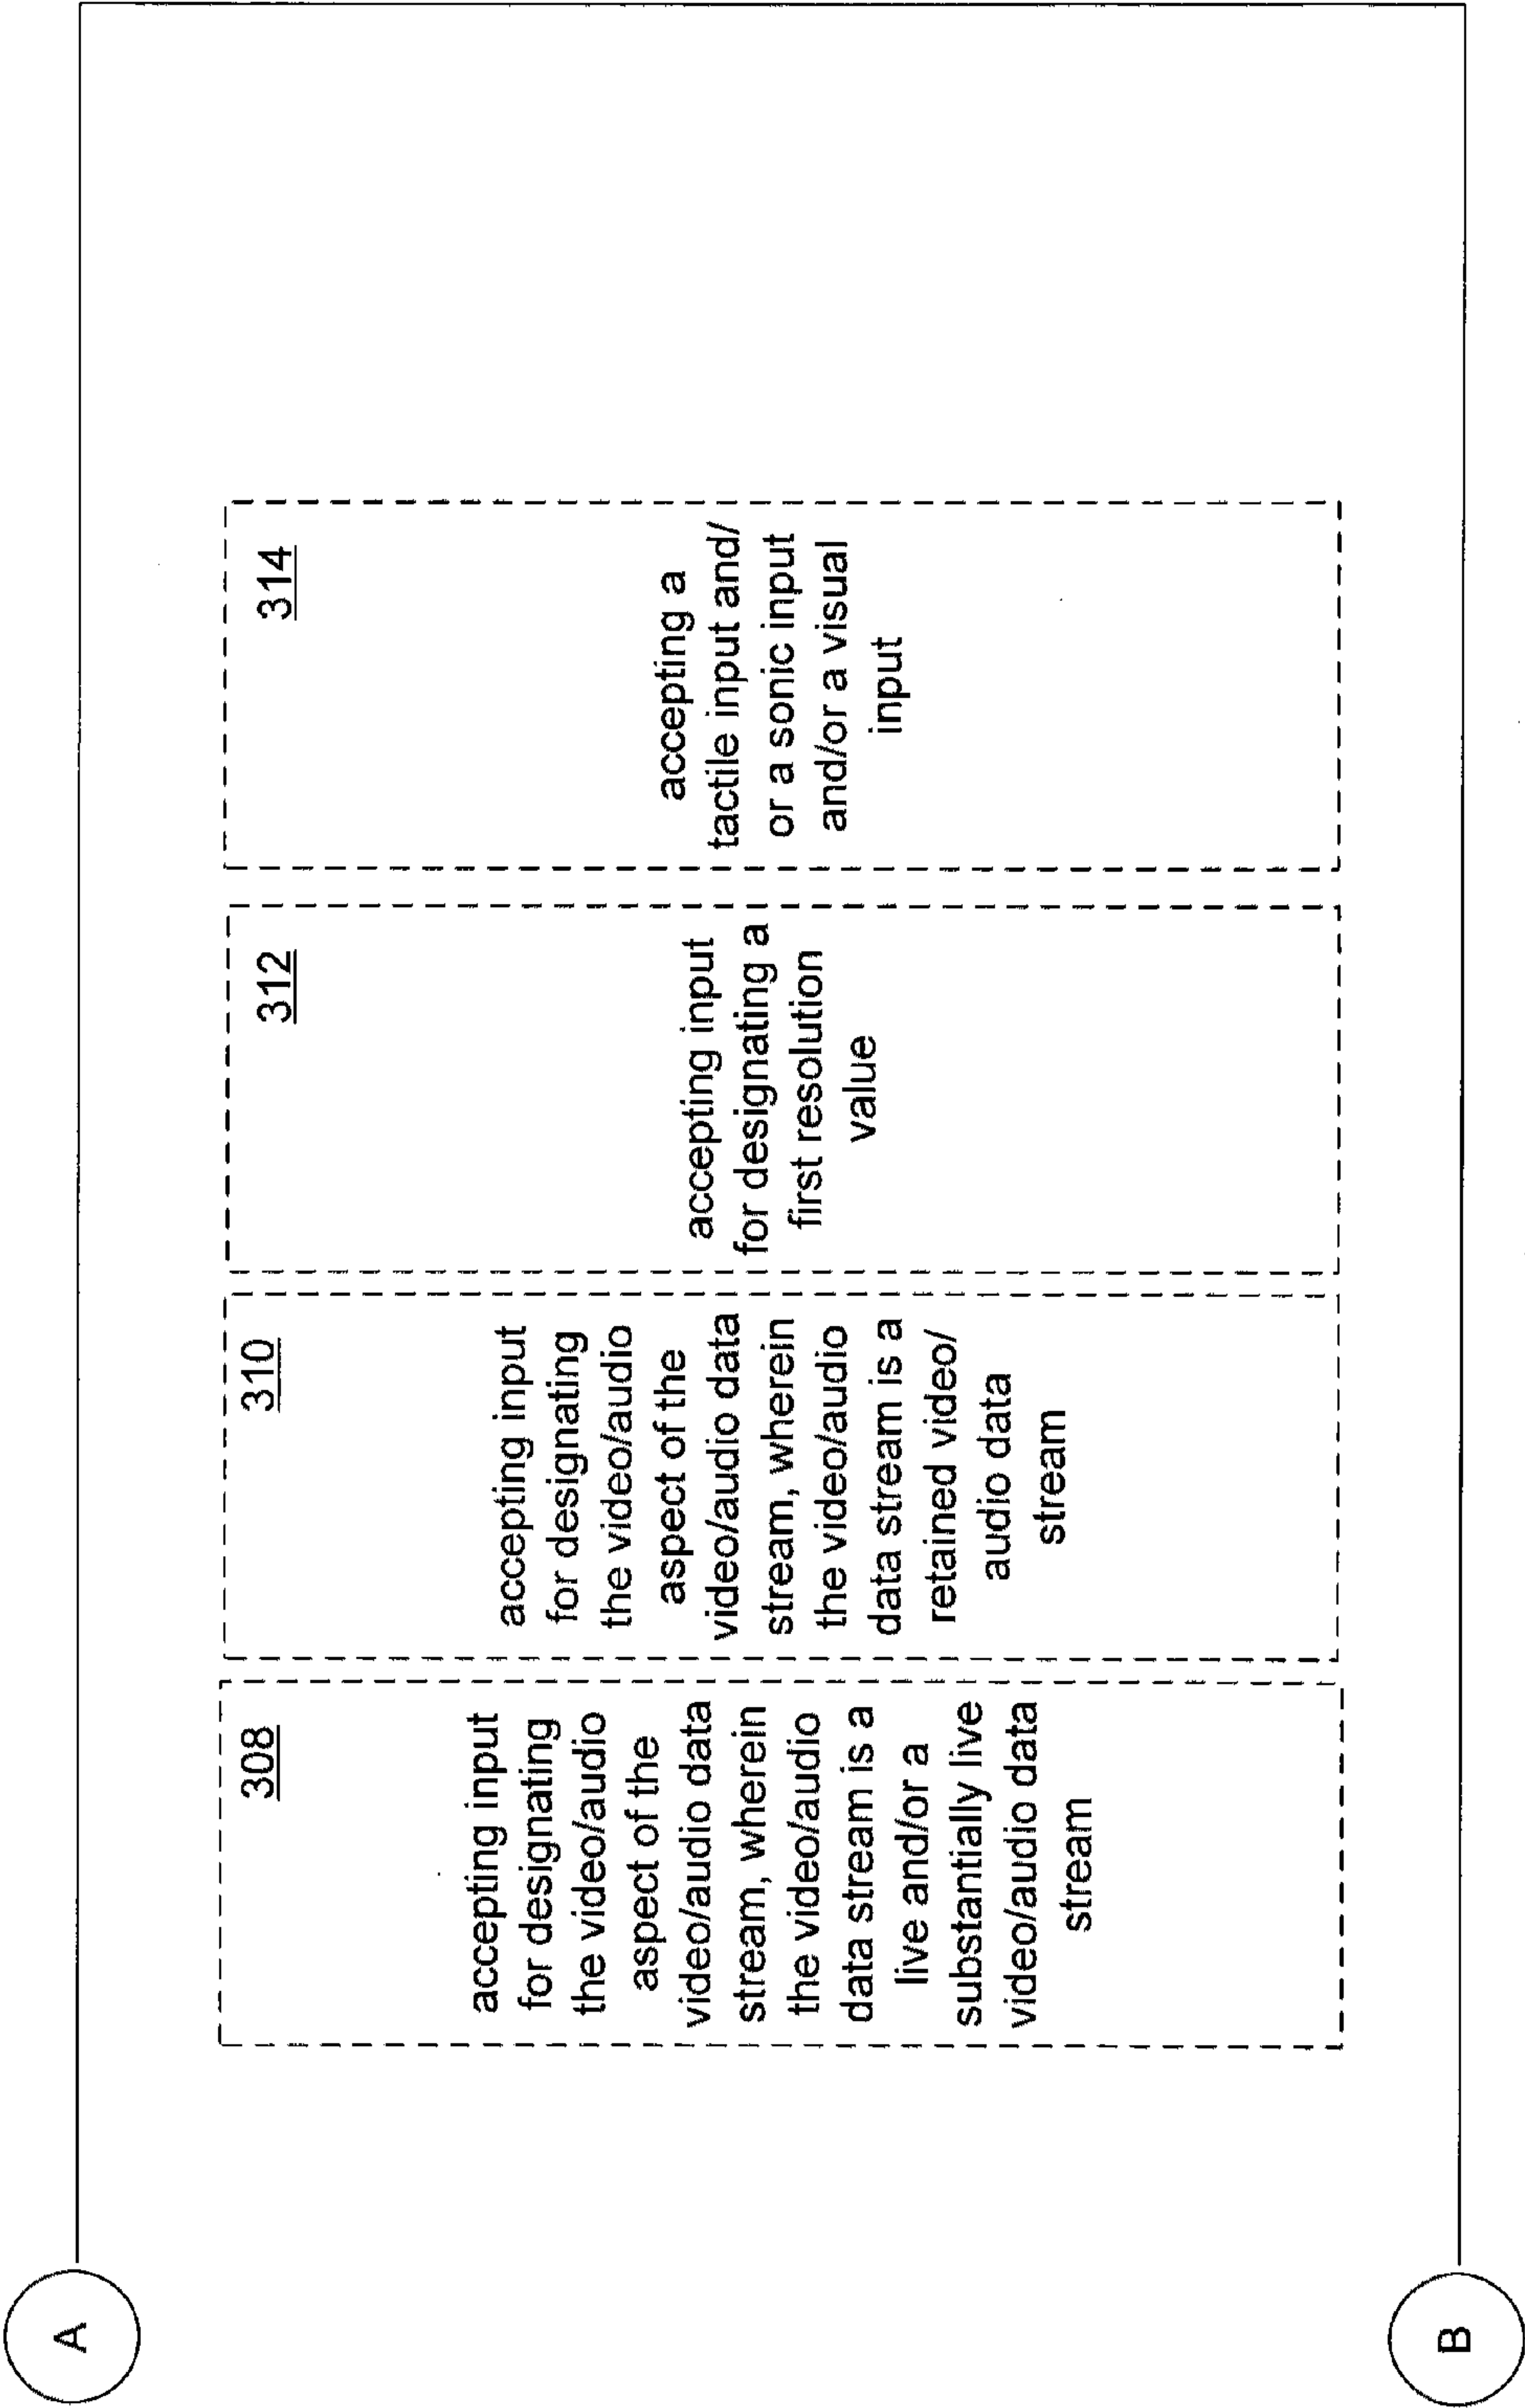 A
308
accepting input
for designating
the video/audio
aspect of the
video/audio data
stream, wherein
the video/audio
data stream is a
live and/or a
substantially live
video/audio data
stream
310
accepting input
for designating
the video/audio
aspect of the
video/audio data
stream, wherein
the video/audio
data stream is a
retained video/
audio data
stream
312
accepting input
for designating a
first resolution
value
314
accepting a
tactile input and/
or a sonic input
and/or a visual
input
B